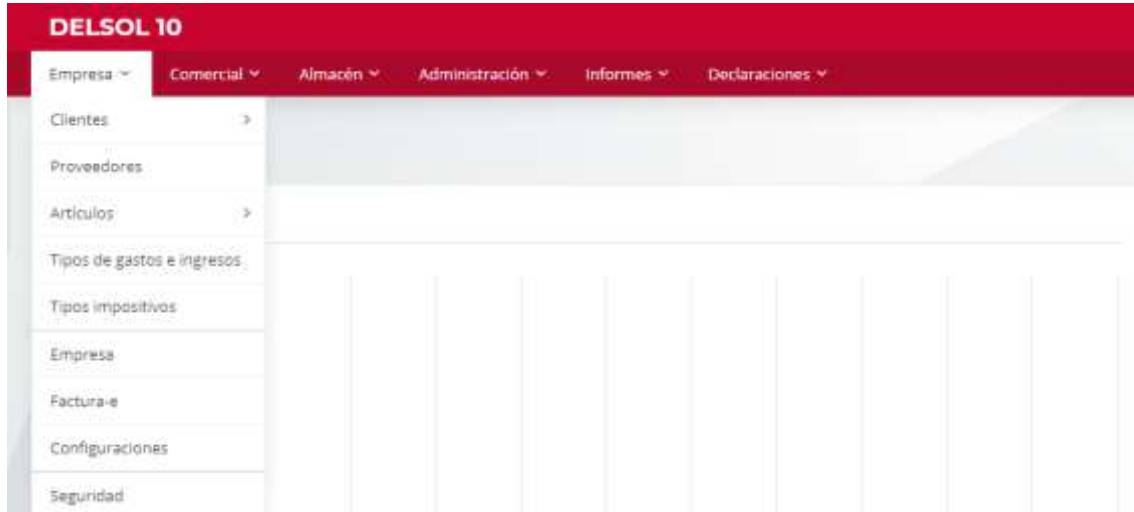 DELSOL 10
Empresa Comercial Almacén Administración Informes Declaraciones
Clientes
Proveedores
Artículos
Tipos de gastos e ingresos
Tipos impositivos
Empresa
Factura-e
Configuraciones
Seguridad